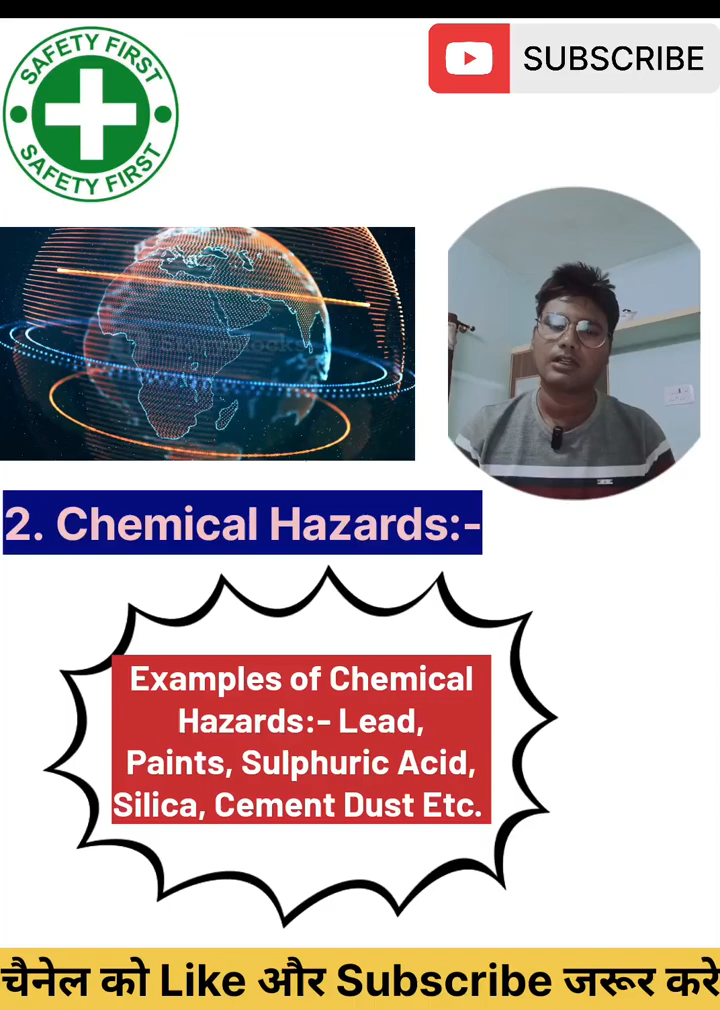 SAFETY FIRST
SAFETY FIRST
SUBSCRIBE
2. Chemical Hazards:-
Examples of Chemical
Hazards:- Lead,
Paints, Sulphuric Acid,
Silica, Cement Dust Etc.
चैनेल को Like और Subscribe जरूर करे